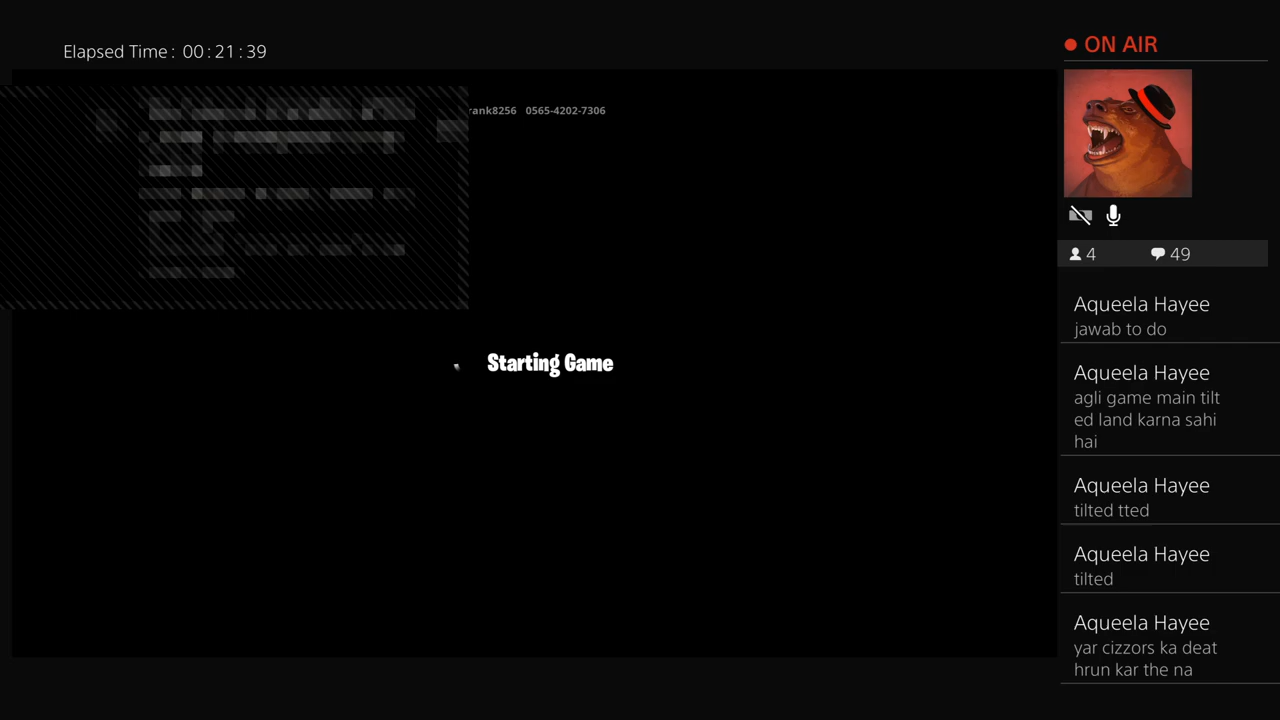 Elapsed Time : 00:21:39
ON AIR
0565-4202-7306
4
49
Aqueela Hayee
jawab to do
Aqueela Hayee
agli game main tilt
ed land karna sahi
hai
Starting Game
Aqueela Hayee
tilted tted
Aqueela Hayee
tilted
Aqueela Hayee
yar cizzors ka deat
hrun kar the na